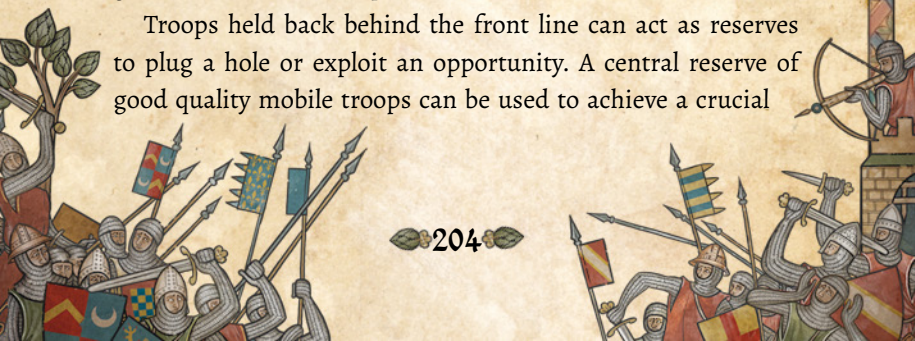 Troops held back behind the front line can act as reserves
to plug a hole or exploit an opportunity. A central reserve of
good quality mobile troops can be used to achieve a crucial
204